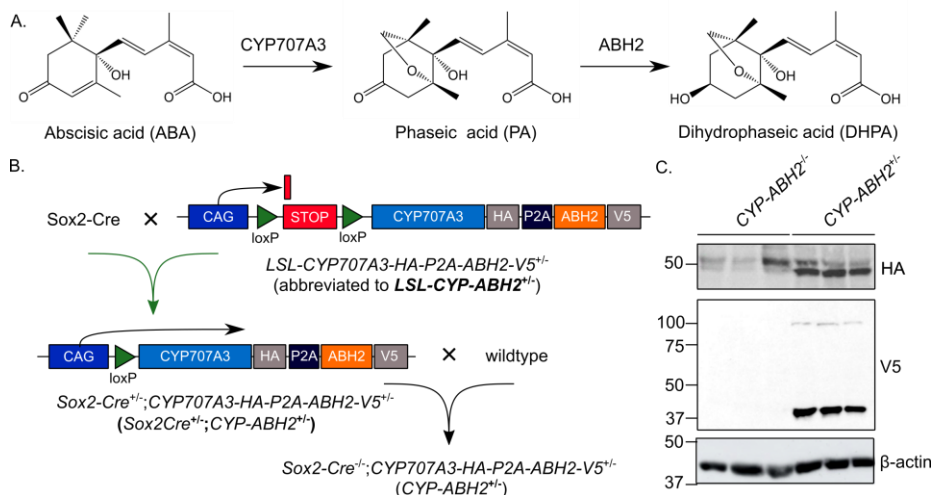 A.
CYP707A3
ABH2
OH
O
O
OH
O
OH
O
O
OH
O
OH
HO
O
OH
Abscisic acid (ABA)
Phaseic acid (PA)
Dihydrophaseic acid (DHPA)
B.
Sox2-Cre × CAG STOP CYP707A3 HA P2A ABH2 V5
loxP loxP
LSL-CYP707A3-HA-P2A-ABH2-V5+/-
(abbreviated to LSL-CYP-ABH2+/-)
CAG CYP707A3 HA P2A ABH2 V5 × wildtype
loxP
Sox2-Cre+/-;CYP707A3-HA-P2A-ABH2-V5+/-
(Sox2Cre+/-;CYP-ABH2+/-)
Sox2-Cre-/-;CYP707A3-HA-P2A-ABH2-V5+/-
(CYP-ABH2+/-)
C.
CYP-ABH2-/-
CYP-ABH2+/-
50
HA
100
75
50
37
V5
50
37
β-actin